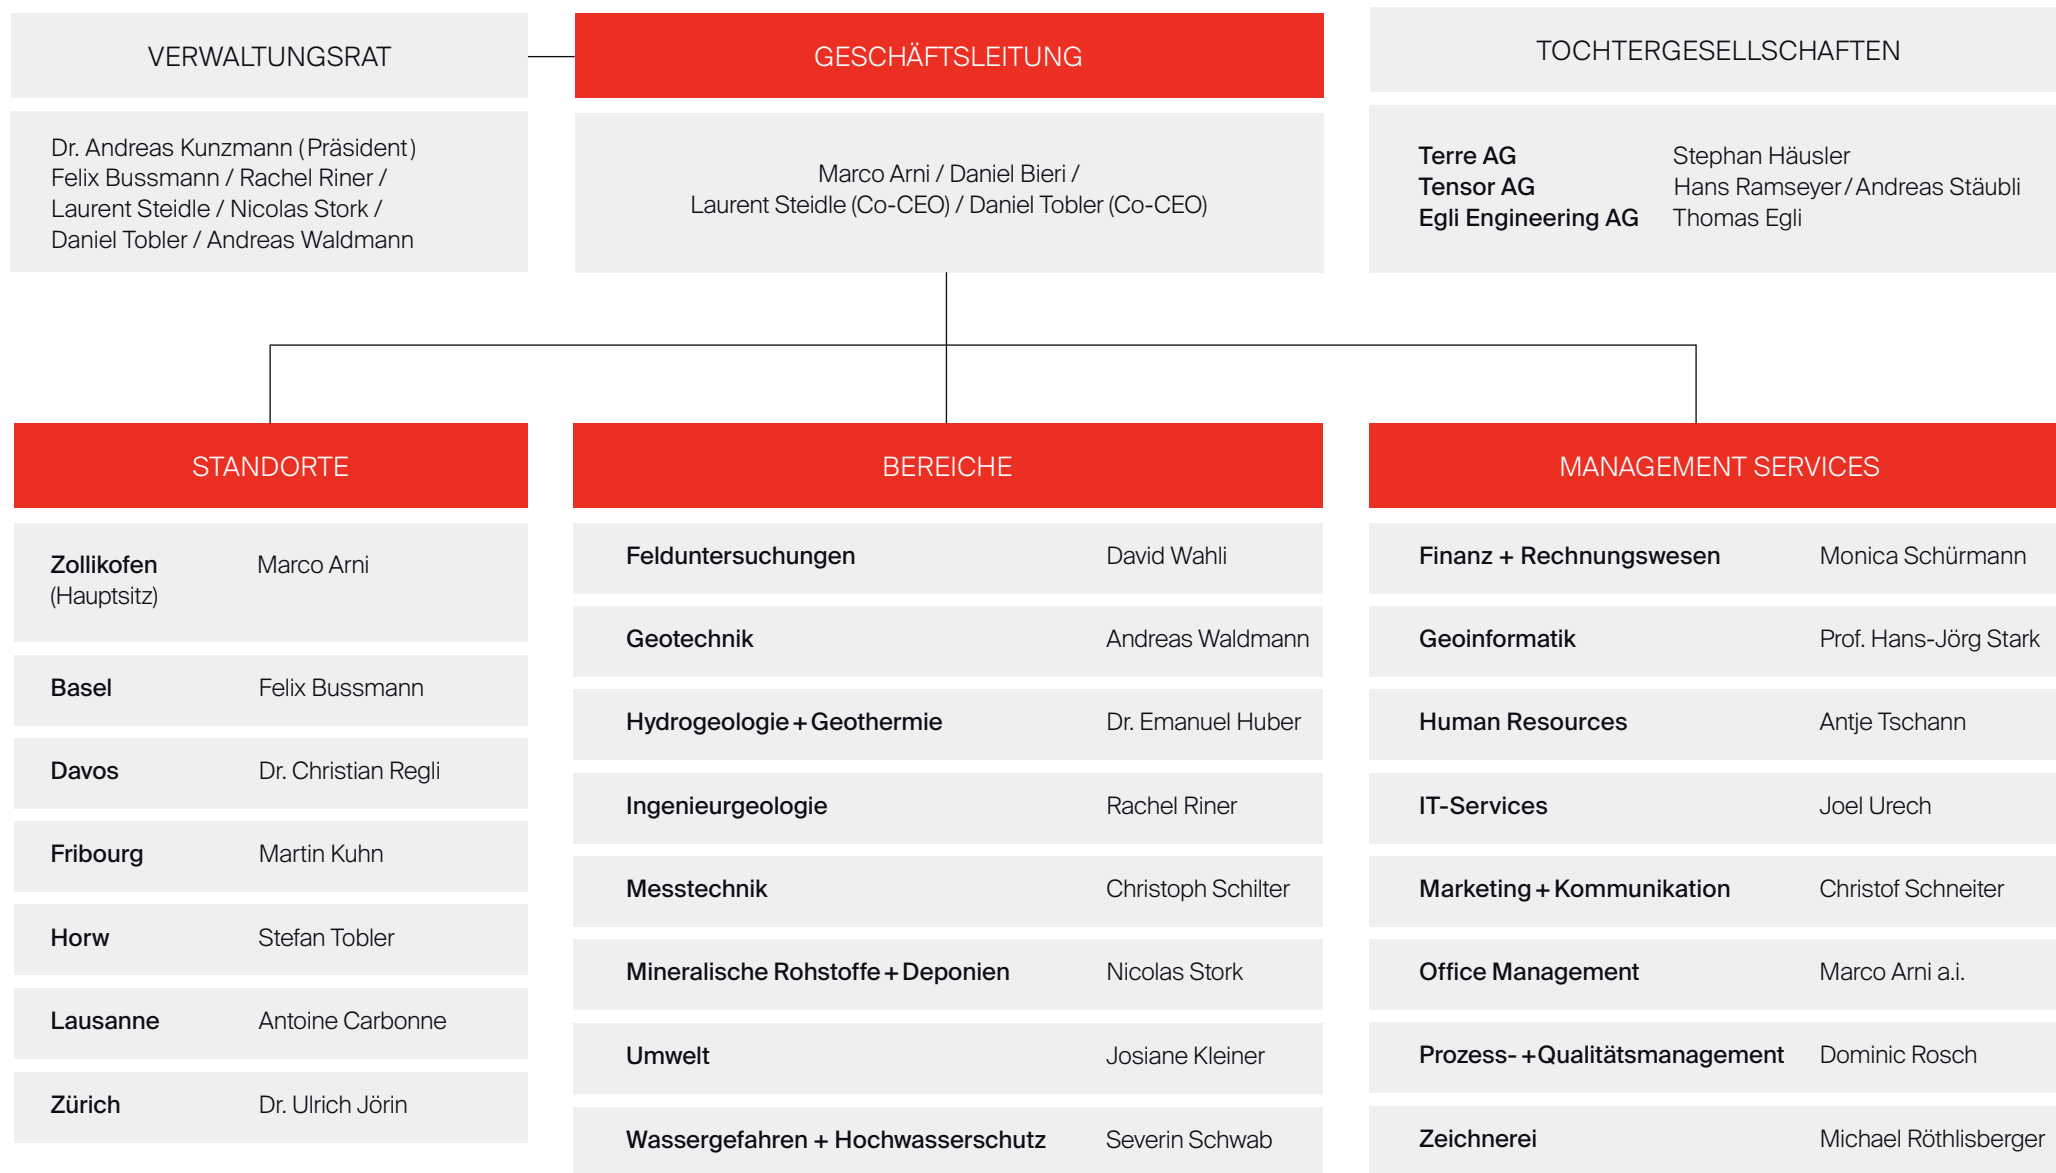 VERWALTUNGSRAT
Dr. Andreas Kunzmann (Präsident)
Felix Bussmann / Rachel Riner /
Laurent Steidle / Nicolas Stork /
Daniel Tobler / Andreas Waldmann
GESCHÄFTSLEITUNG
Marco Arni / Daniel Bieri /
Laurent Steidle (Co-CEO) / Daniel Tobler (Co-CEO)
TOCHTERGESELLSCHAFTEN
Terre AG Stephan Häusler
Tensor AG Hans Ramseyer / Andreas Stäubli
Egli Engineering AG Thomas Egli
STANDORTE
Zollikofen Marco Arni
(Hauptsitz)
Basel Felix Bussmann
Davos Dr. Christian Regli
Fribourg Martin Kuhn
Horw Stefan Tobler
Lausanne Antoine Carbonne
Zürich Dr. Ulrich Jörin
BEREICHE
Felduntersuchungen David Wahli
Geotechnik Andreas Waldmann
Hydrogeologie + Geothermie Dr. Emanuel Huber
Ingenieurgeologie Rachel Riner
Messtechnik Christoph Schilter
Mineralische Rohstoffe + Deponien Nicolas Stork
Umwelt Josiane Kleiner
Wassergefahren + Hochwasserschutz Severin Schwab
MANAGEMENT SERVICES
Finanz + Rechnungswesen Monica Schürmann
Geoinformatik Prof. Hans-Jörg Stark
Human Resources Antje Tschann
IT-Services Joel Urech
Marketing + Kommunikation Christof Schneiter
Office Management Marco Arni a.i.
Prozess- +Qualitätsmanagement Dominic Rosch
Zeichnerei Michael Röthlisberger